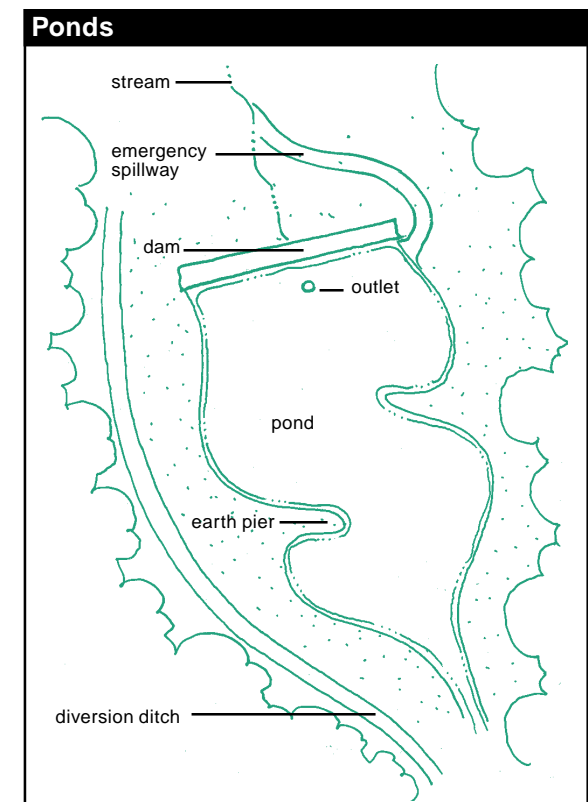 Ponds
stream
emergency
spillway
dam
outlet
pond
earth pier
diversion ditch